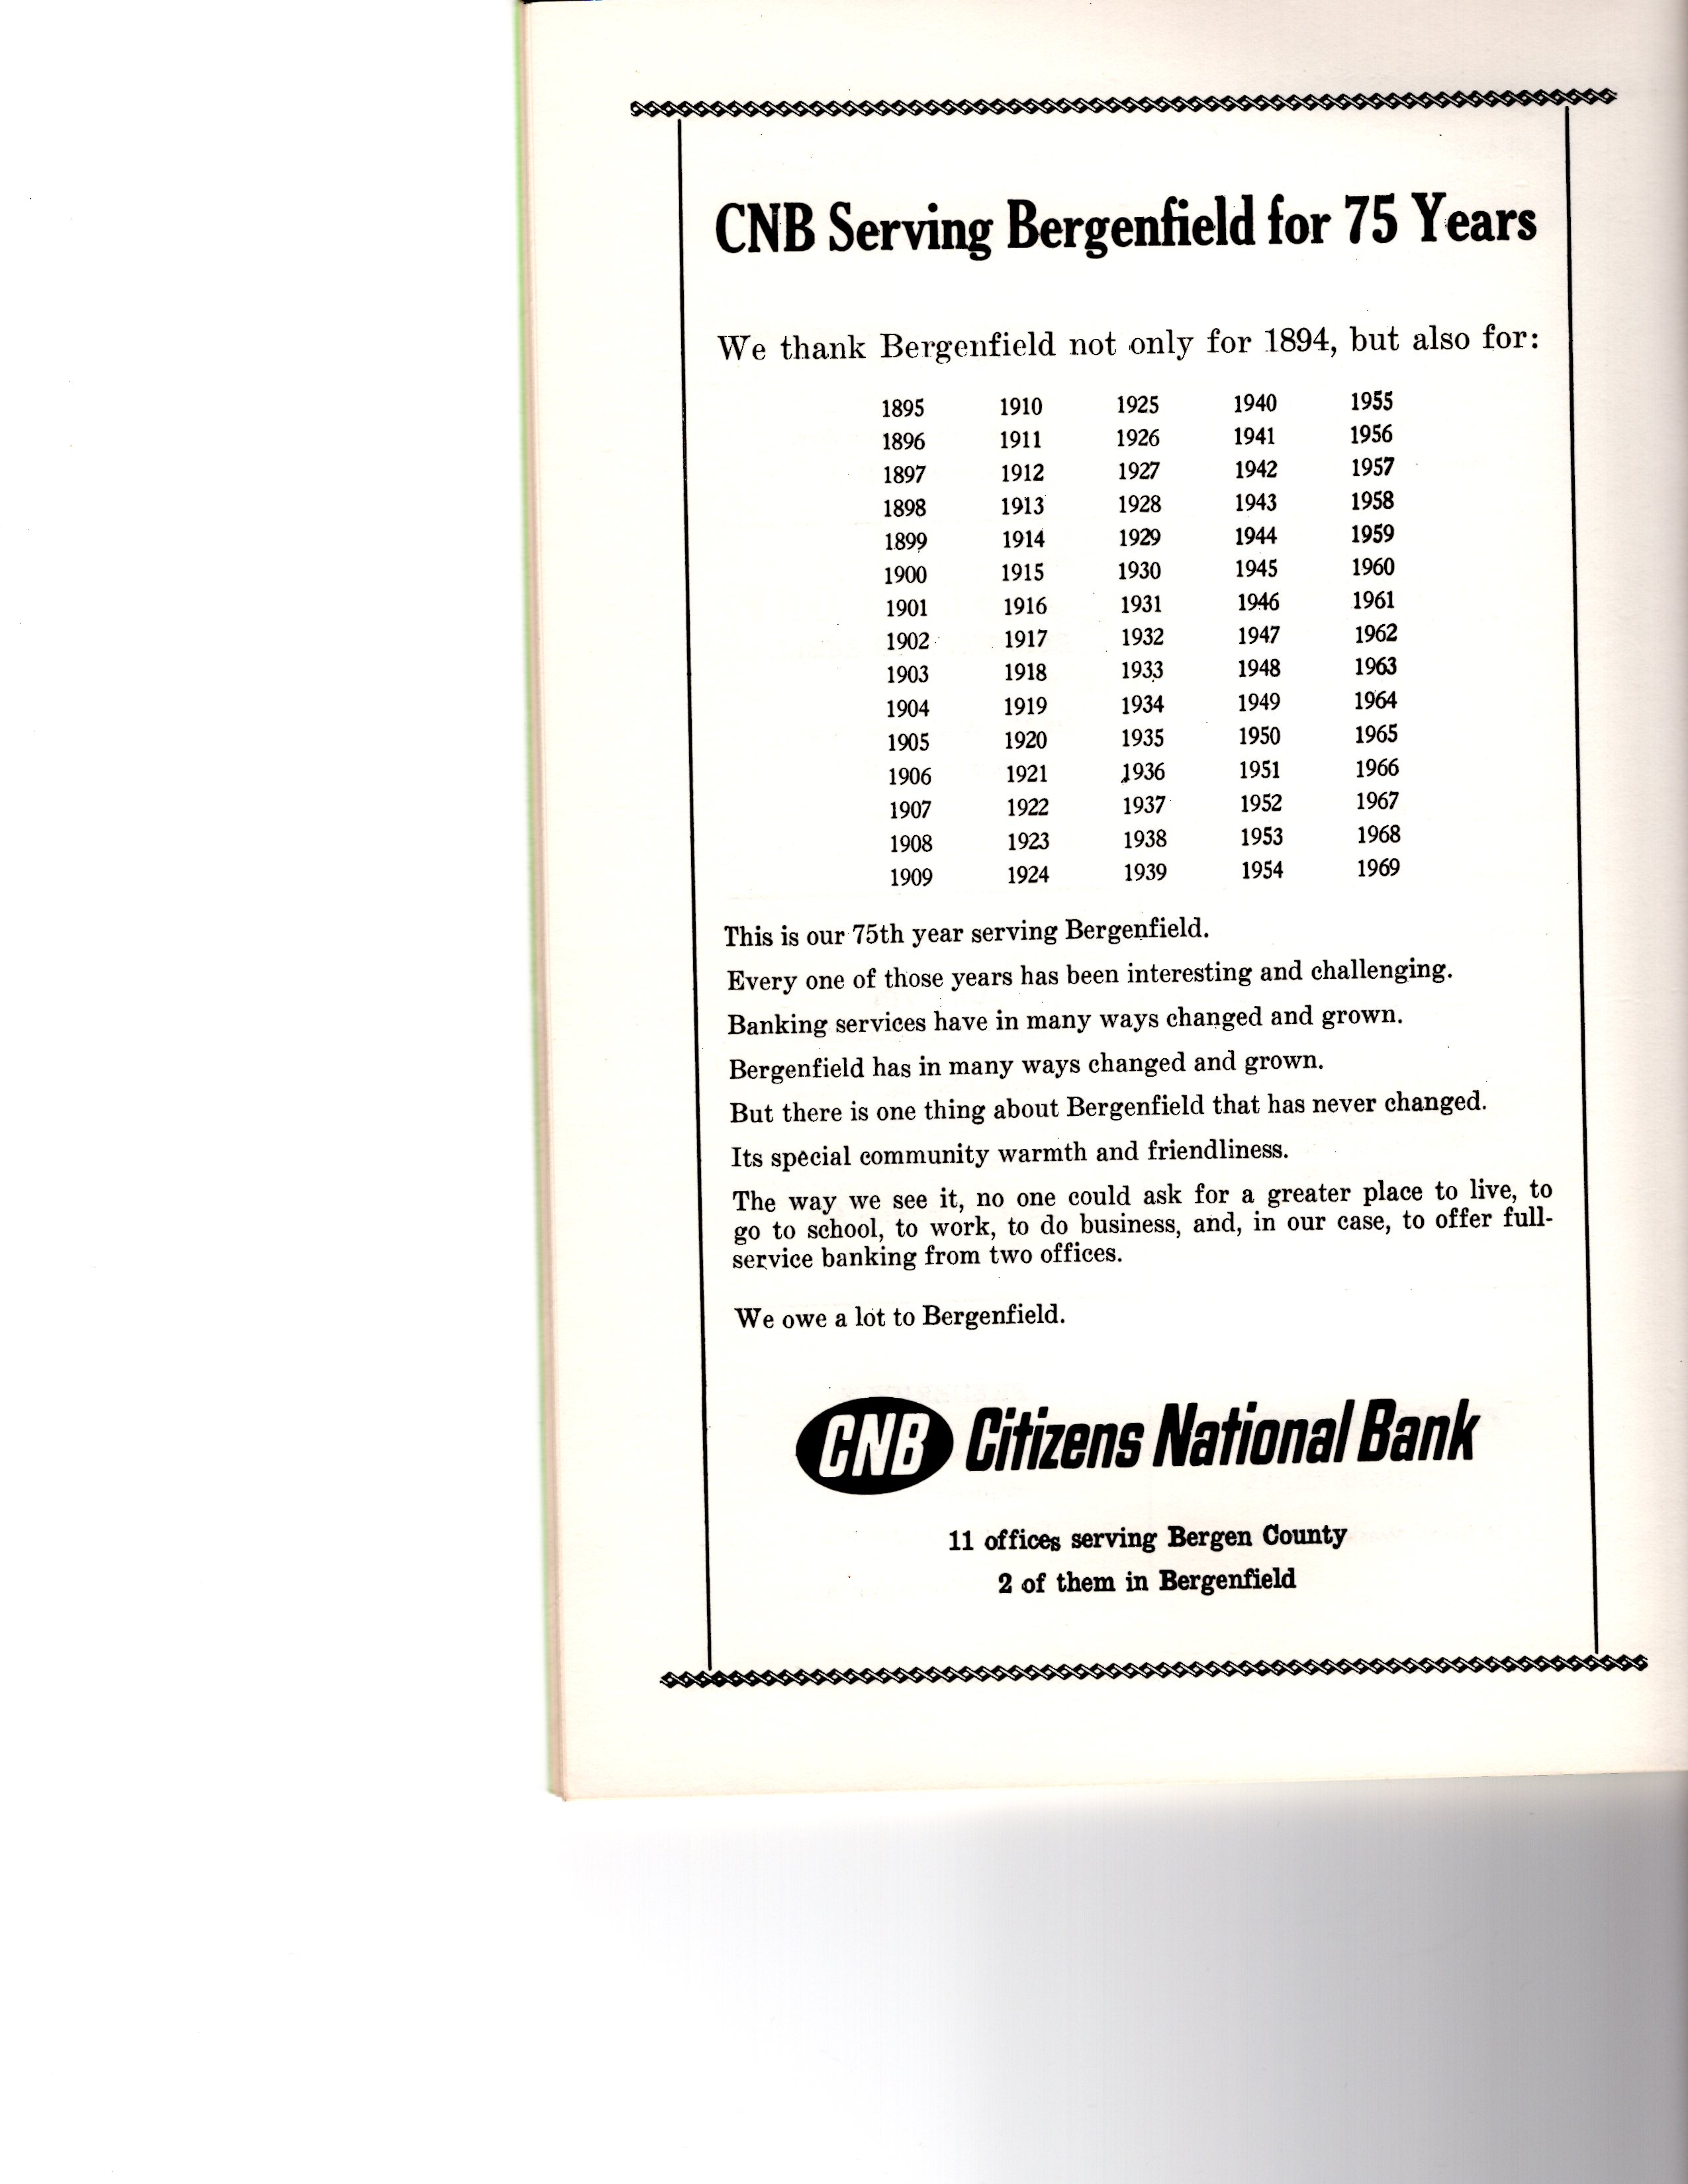 CNB Serving Bergenfield for 75 Years
We thank Bergenfield not only for 1894, but also for:
1895 1910 1925 1940 1955
1896 1911 1926 1941 1956
1897 1912 1927 1942 1957
1898 1913 1928 1943 1958
1899 1914 1929 1944 1959
1900 1915 1930 1945 1960
1901 1916 1931 1946 1961
1902 1917 1932 1947 1962
1903 1918 1933 1948 1963
1904 1919 1934 1949 1964
1905 1920 1935 1950 1965
1906 1921 1936 1951 1966
1907 1922 1937 1952 1967
1908 1923 1938 1953 1968
1909 1924 1939 1954 1969
This is our 75th year serving Bergenfield.
Every one of those years has been interesting and challenging.
Banking services have in many ways changed and grown.
Bergenfield has in many ways changed and grown.
But there is one thing about Bergenfield that has never changed.
Its special community warmth and friendliness.
The way we see it, no one could ask for a greater place to live, to
go to school, to work, to do business, and, in our case, to offer full-
service banking from two offices.
We owe a lot to Bergenfield.
CNB Citizens National Bank
11 offices serving Bergen County
2 of them in Bergenfield